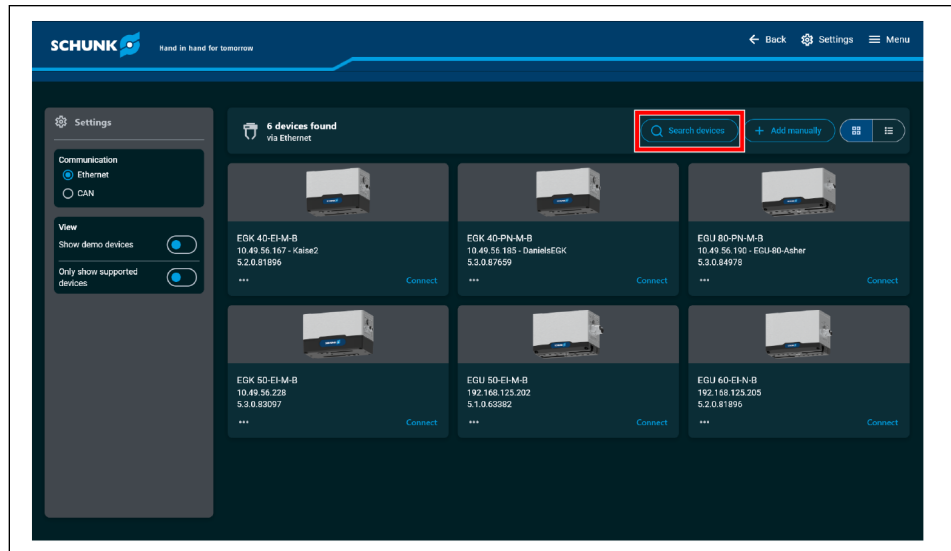 SCHUNK Hand in hand for tomorrow
Back Settings Menu
Settings
6 devices found
via Ethernet
Search devices
+ Add manually
Communication
Ethernet
CAN
View
Show demo devices
Only show supported
devices
EGK 40-EI-M-B
10.49.56.167 - Kaise2
5.2.0.81896
...
Connect
EGK 40-PN-M-B
10.49.56.185 - DanielsEGK
5.3.0.87659
...
Connect
EGU 80-PN-M-B
10.49.56.190 - EGU-80-Asher
5.3.0.84978
...
Connect
EGK 50-EI-M-B
10.49.56.228
5.3.0.83097
...
Connect
EGU 50-EI-M-B
192.168.125.202
5.1.0.63382
...
Connect
EGU 60-EI-N-B
192.168.125.205
5.2.0.81896
...
Connect